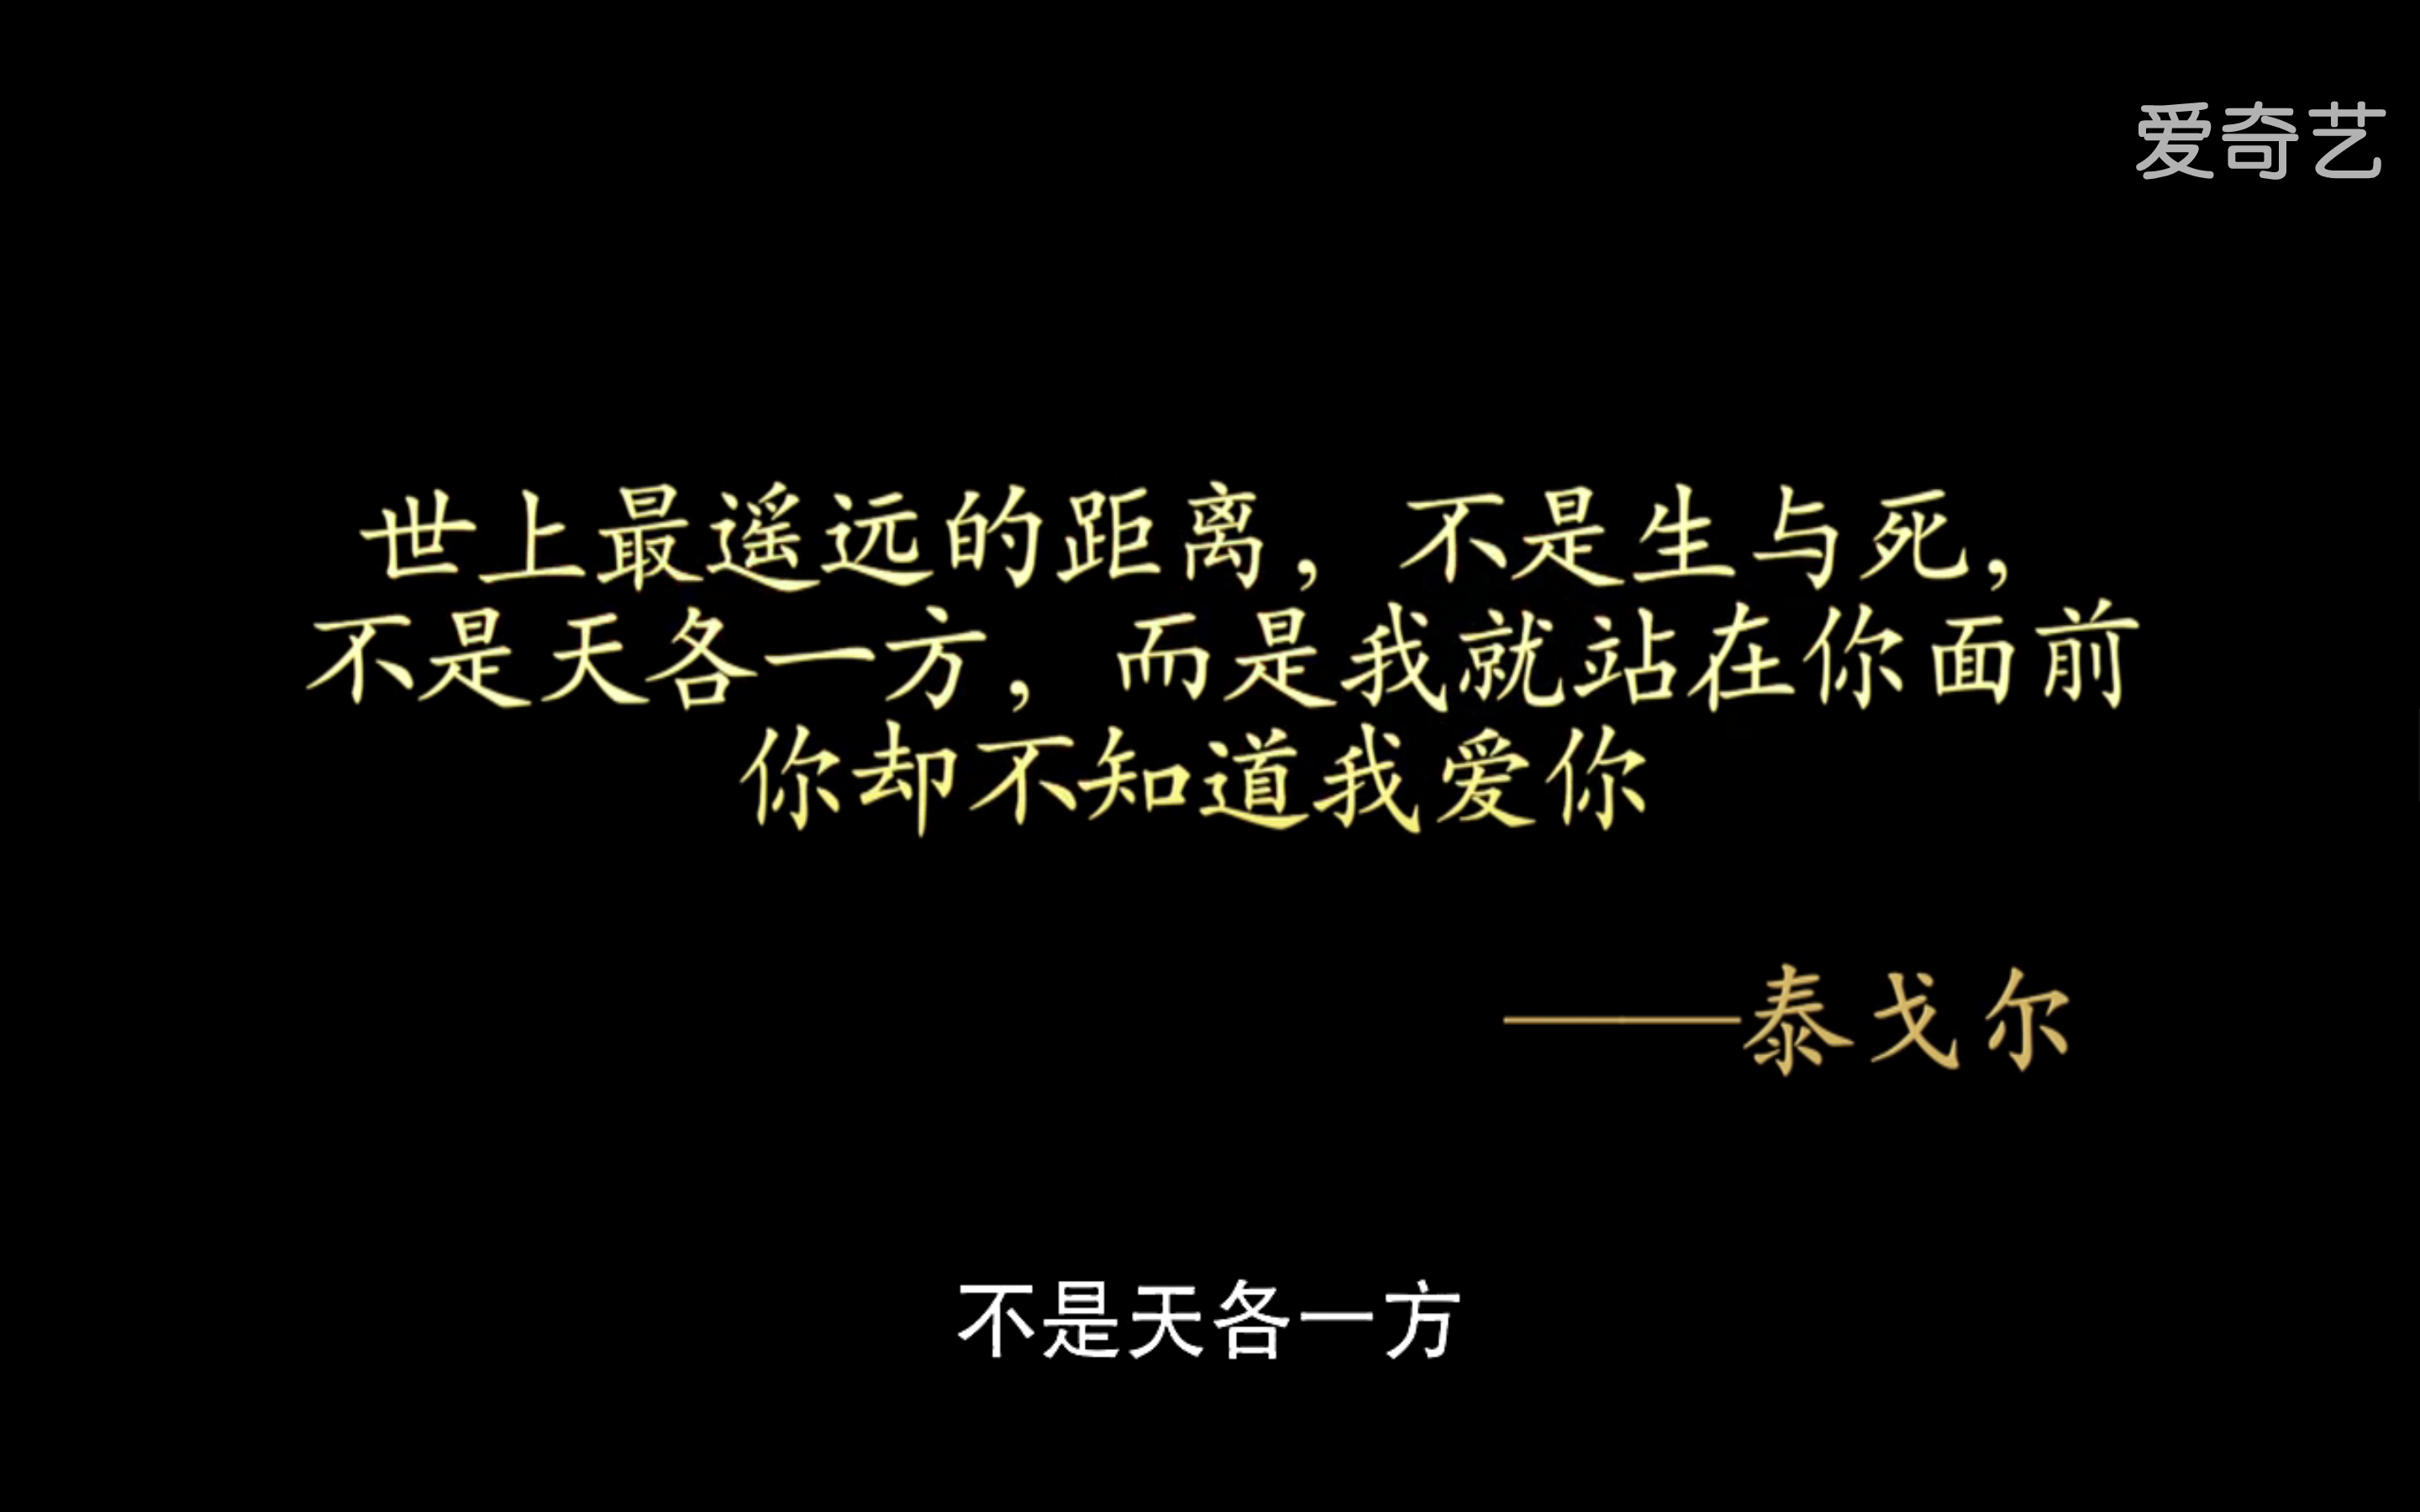 爱奇艺
世上最遥远的距离，不是生与死，
不是天各一方，而是我就站在你面前
你却不知道我爱你
——泰戈尔
不是天各一方